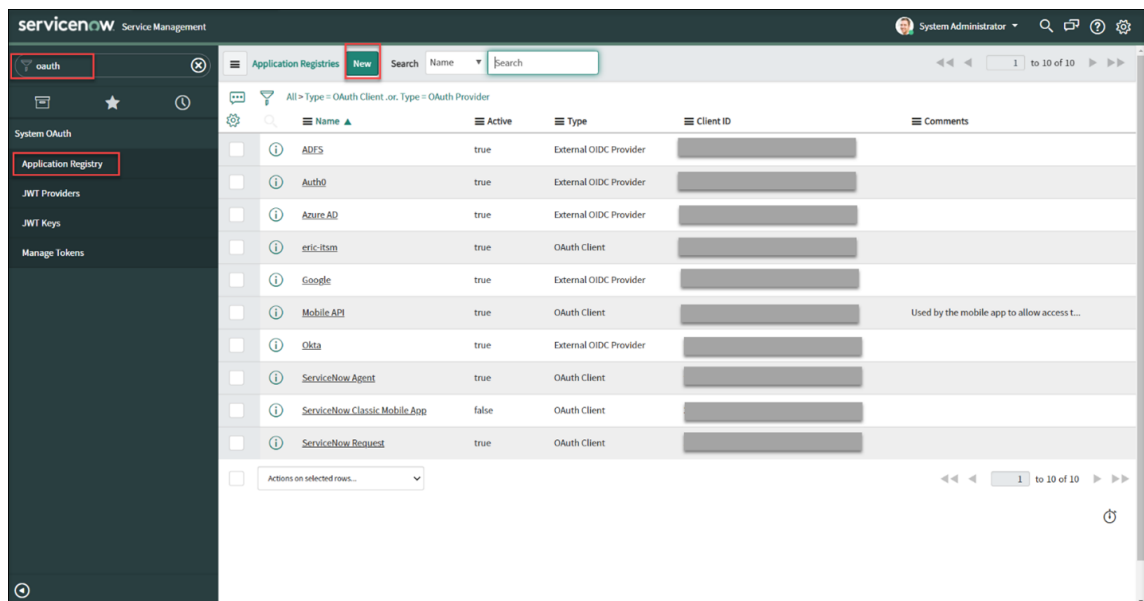 servicenow Service Management
System Administrator
oauth
Application Registries New Search Name Search
1 to 10 of 10
All > Type = OAuth Client .or. Type = OAuth Provider
Name Active Type Client ID Comments
System OAuth
Application Registry
JWT Providers
JWT Keys
Manage Tokens
ADFS true External OIDC Provider
Auth0 true External OIDC Provider
Azure AD true External OIDC Provider
eric-itsm true OAuth Client
Google true External OIDC Provider
Mobile API true OAuth Client Used by the mobile app to allow access t...
Okta true External OIDC Provider
ServiceNow Agent true OAuth Client
ServiceNow Classic Mobile App false OAuth Client
ServiceNow Request true OAuth Client
Actions on selected rows...
1 to 10 of 10